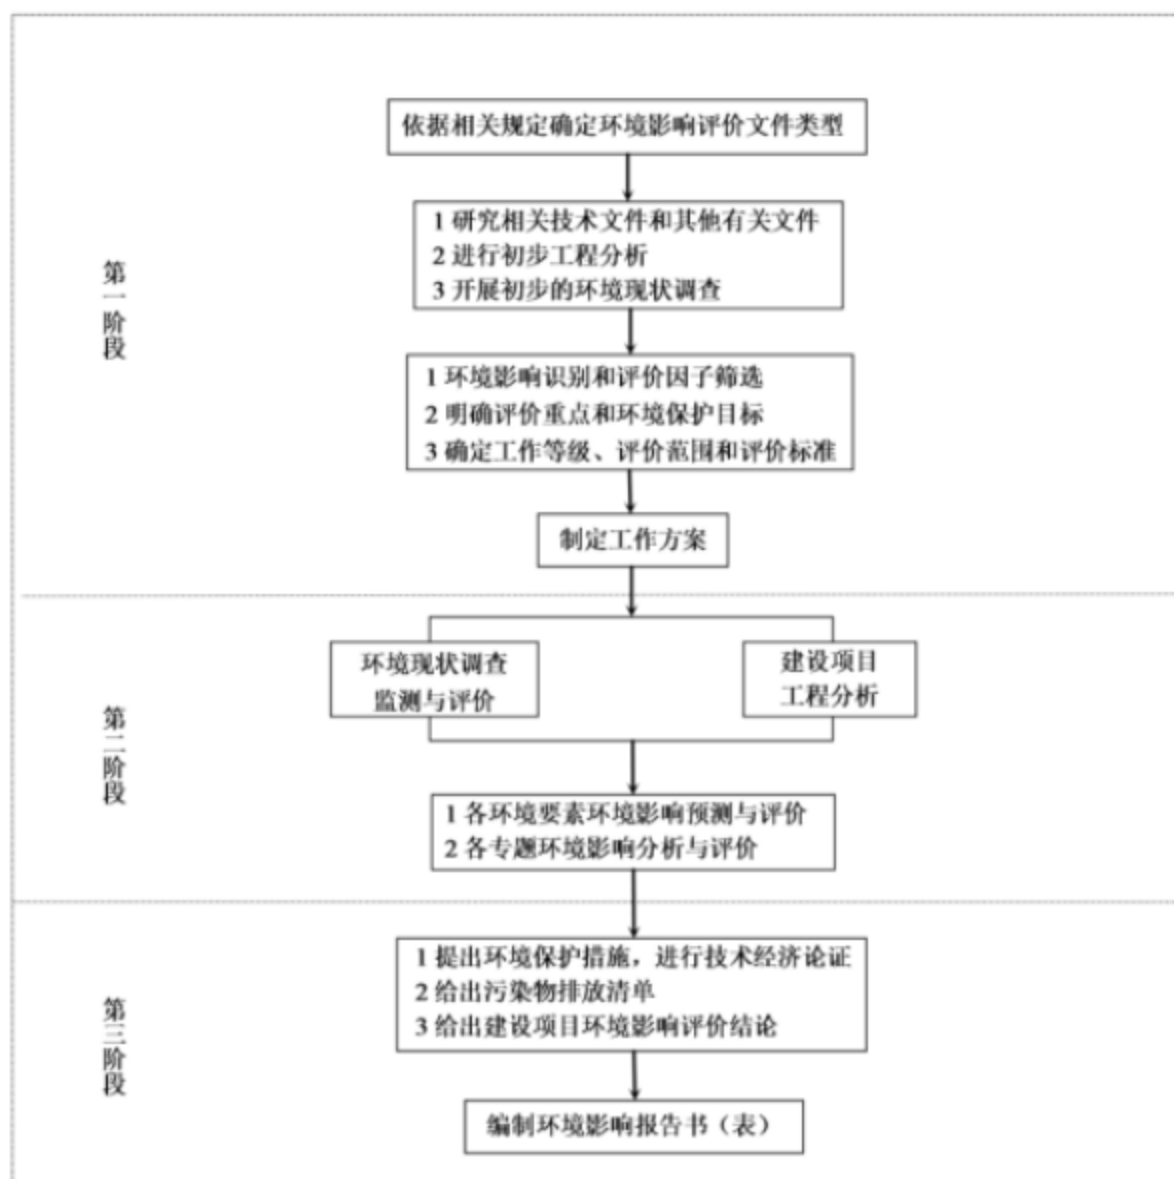 依据相关规定确定环境影响评价文件类型
1 研究相关技术文件和其他有关文件
2 进行初步工程分析
3 开展初步的环境现状调查
第一阶段
1 环境影响识别和评价因子筛选
2 明确评价重点和环境保护目标
3 确定工作等级、评价范围和评价标准
制定工作方案
环境现状调查
监测与评价
建设项目
工程分析
第二阶段
1 各环境要素环境影响预测与评价
2 各专题环境影响分析与评价
1 提出环境保护措施，进行技术经济论证
2 给出污染物排放清单
3 给出建设项目环境影响评价结论
第三阶段
编制环境影响报告书（表）